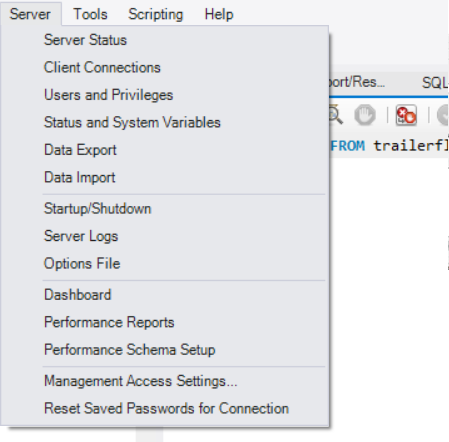 Server Tools Scripting Help
Server Status
Client Connections
Users and Privileges
Status and System Variables
Data Export
Data Import
Startup/Shutdown
Server Logs
Options File
Dashboard
Performance Reports
Performance Schema Setup
Management Access Settings...
Reset Saved Passwords for Connection
port/Res... SQL
FROM trailerfl